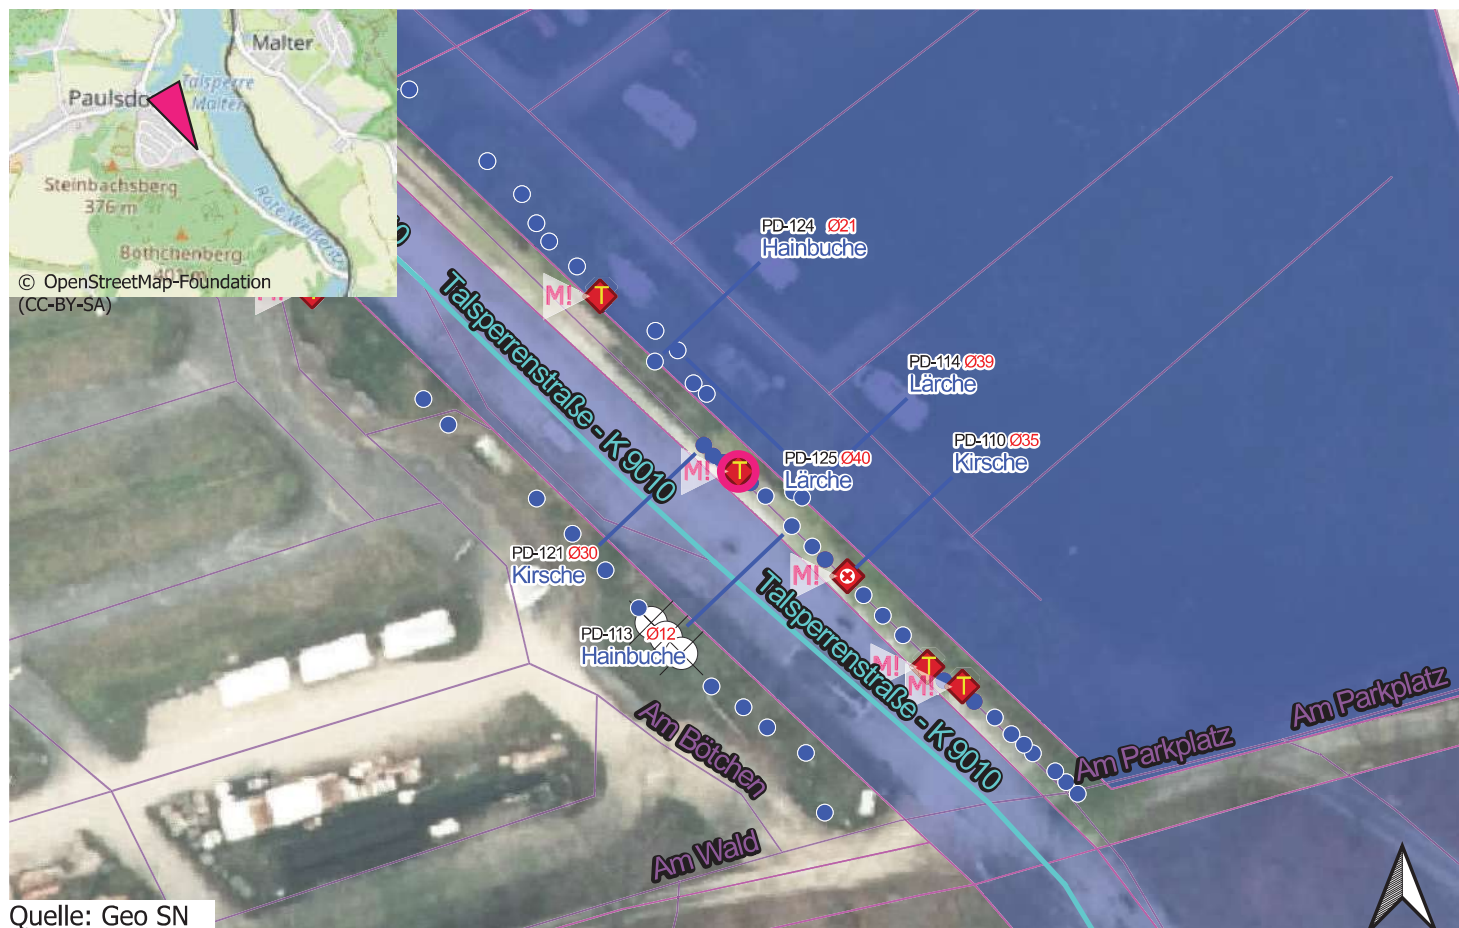 Malter
Talsperre
Malter
Paulsdo
Steinbachsberg
376 m
Rote Weißeritz
Bothchenberg
401 m
© OpenStreetMap-Foundation
(CC-BY-SA)
PD-124 Ø21
Hainbuche
M! T
Talsperrenstraße - K 9010
PD-114 Ø39
Lärche
PD-110 Ø35
Kirsche
M! T
PD-125 Ø40
Lärche
PD-121 Ø30
Kirsche
M!
Talsperrenstraße - K 9010
PD-113 Ø12
Hainbuche
M! T
M! T
Am Parkplatz
Am Parkplatz
Am Bötchen
Am Wald
Quelle: Geo SN